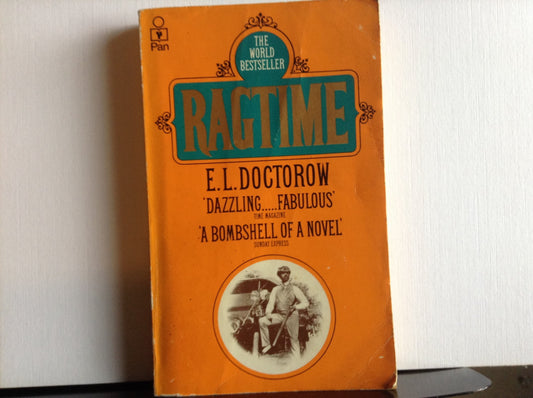 Pan
THE
WORLD
BESTSELLER
RAGTIME
E.L.DOCTOROW
'DAZZLING.....FABULOUS'
TIME MAGAZINE
'A BOMBSHELL OF A NOVEL'
SUNDAY EXPRESS